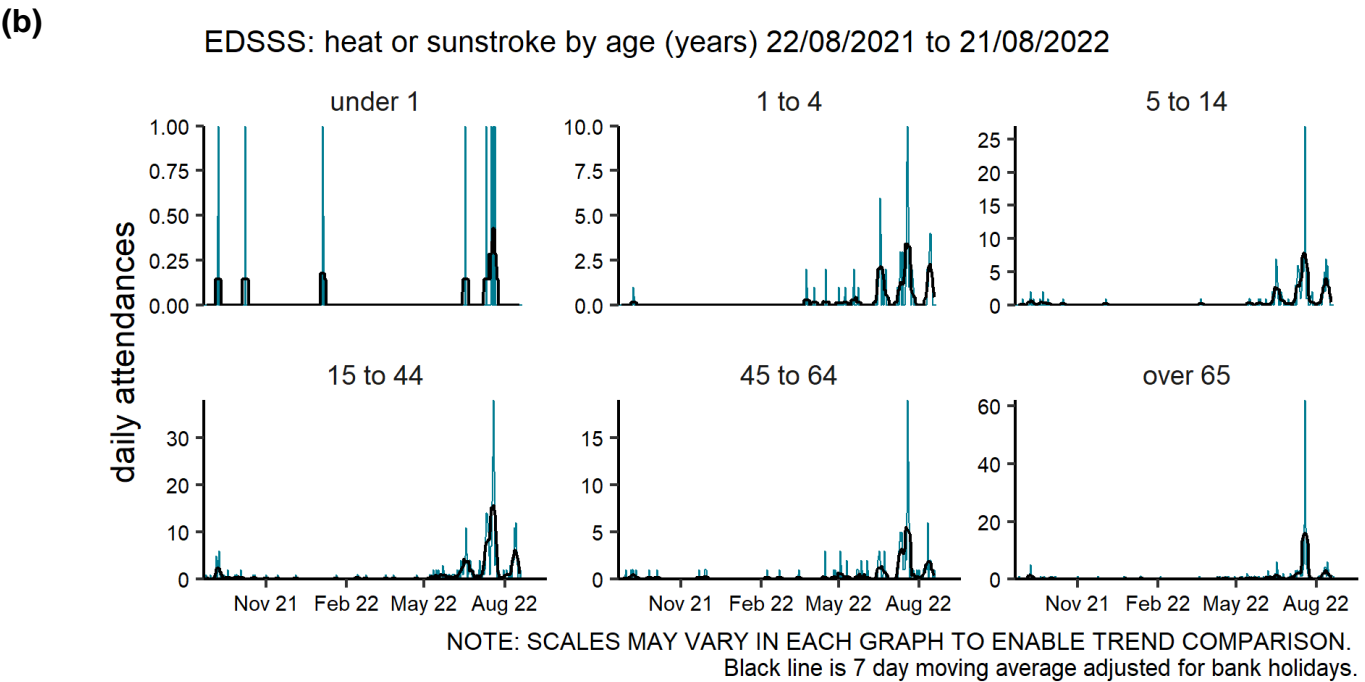 (b)
EDSSS: heat or sunstroke by age (years) 22/08/2021 to 21/08/2022
daily attendances
under 1
1.00
0.75
0.50
0.25
0.00
1 to 4
10.0
7.5
5.0
2.5
0.0
5 to 14
25
20
15
10
5
0
15 to 44
30
20
10
0
Nov 21 Feb 22 May 22 Aug 22
45 to 64
15
10
5
0
Nov 21 Feb 22 May 22 Aug 22
over 65
60
40
20
0
Nov 21 Feb 22 May 22 Aug 22
NOTE: SCALES MAY VARY IN EACH GRAPH TO ENABLE TREND COMPARISON.
Black line is 7 day moving average adjusted for bank holidays.